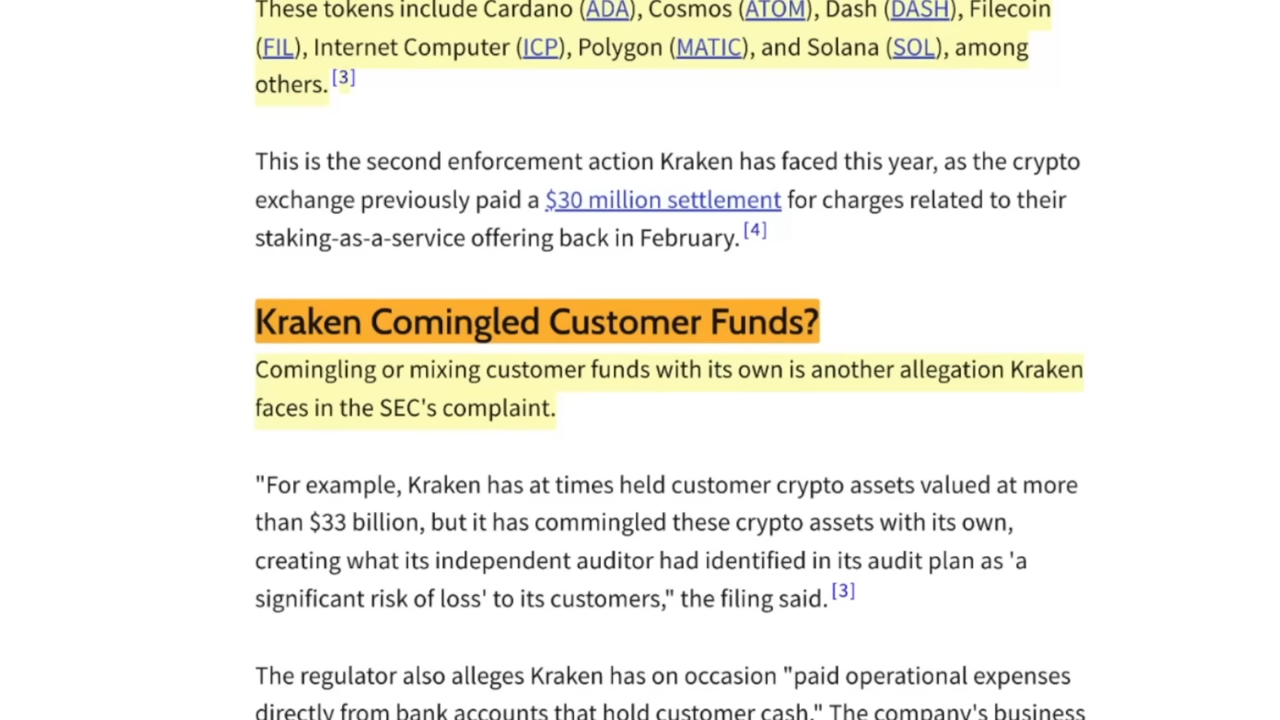 These tokens include Cardano (ADA), Cosmos (ATOM), Dash (DASH), Filecoin
(FIL), Internet Computer (ICP), Polygon (MATIC), and Solana (SOL), among
others. [3]
This is the second enforcement action Kraken has faced this year, as the crypto
exchange previously paid a $30 million settlement for charges related to their
staking-as-a-service offering back in February. [4]
Kraken Comingled Customer Funds?
Comingling or mixing customer funds with its own is another allegation Kraken
faces in the SEC's complaint.
"For example, Kraken has at times held customer crypto assets valued at more
than $33 billion, but it has commingled these crypto assets with its own,
creating what its independent auditor had identified in its audit plan as 'a
significant risk of loss' to its customers," the filing said. [3]
The regulator also alleges Kraken has on occasion "paid operational expenses
directly from bank accounts that hold customer cash." The company's business